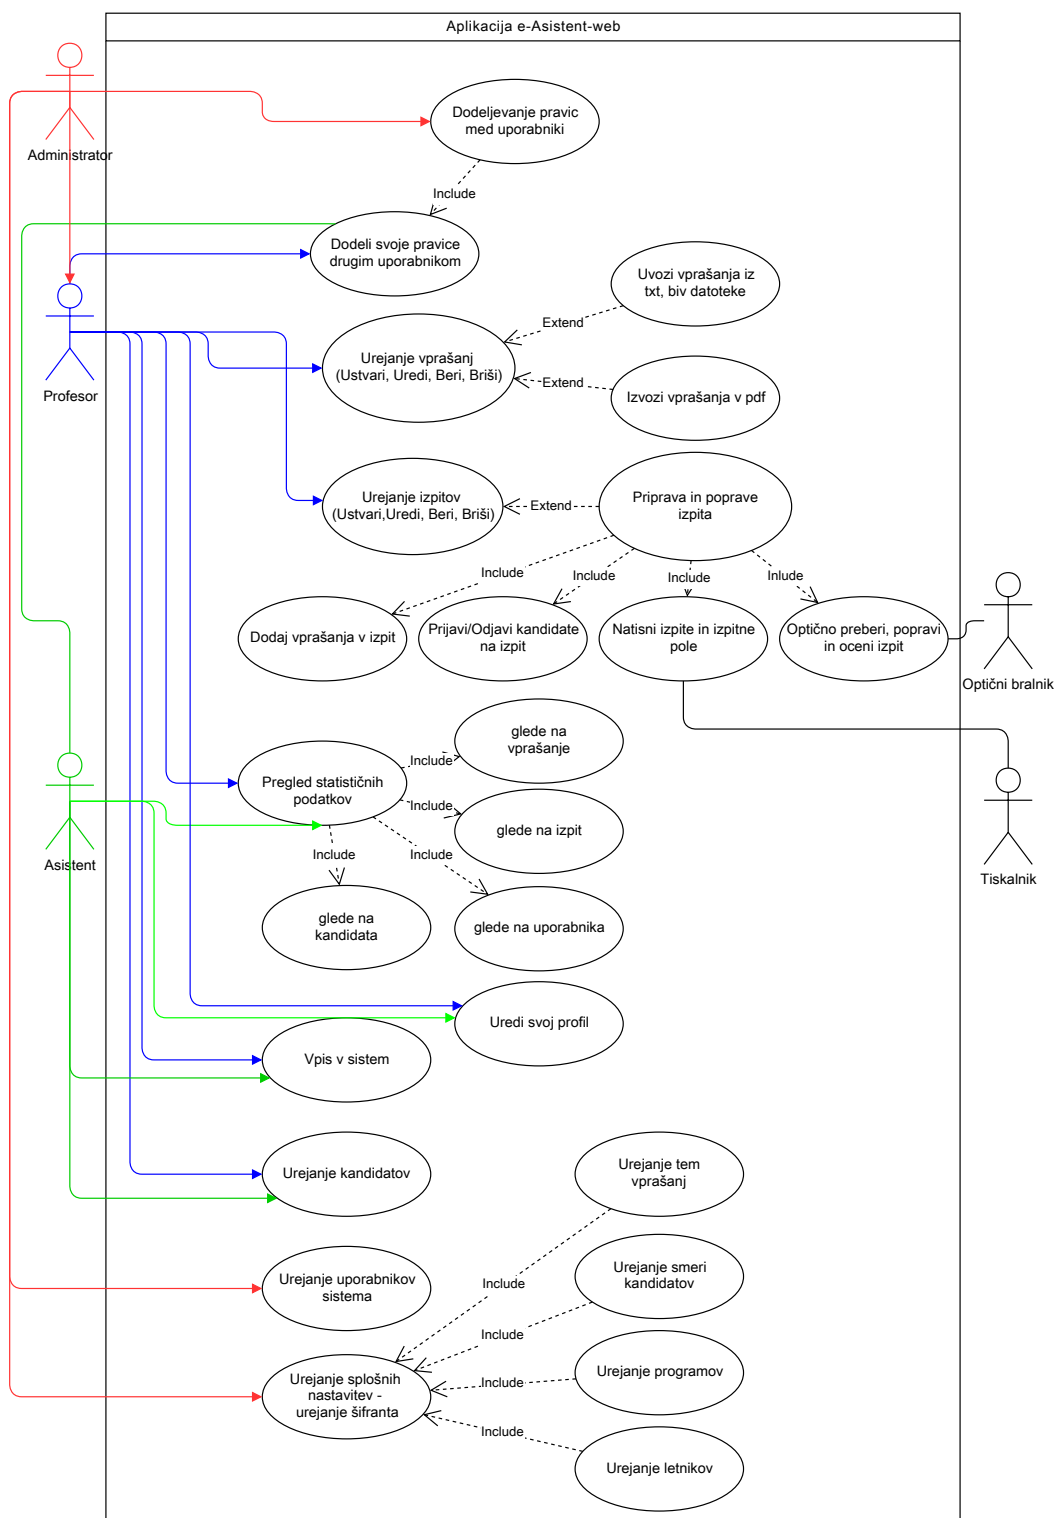 Aplikacija e-Asistent-web
Administrator
Dodeljevanje pravic
med uporabniki
Include
Dodeli svoje pravice
drugim uporabnikom
Uvozi vprašanja iz
txt, biv datoteke
Extend
Profesor
Urejanje vprašanj
(Ustvari, Uredi, Beri, Briši)
Extend
Izvozi vprašanja v pdf
Urejanje izpitov
(Ustvari,Uredi, Beri, Briši)
Extend
Priprava in poprave
izpita
Include
Include
Include
Inlude
Dodaj vprašanja v izpit
Prijavi/Odjavi kandidate
na izpit
Natisni izpite in izpitne
pole
Optično preberi, popravi
in oceni izpit
Optični bralnik
glede na
vprašanje
Include
Pregled statističnih
podatkov
Include
glede na izpit
Asistent
Include
Include
Tiskalnik
glede na
kandidata
glede na uporabnika
Uredi svoj profil
Vpis v sistem
Urejanje kandidatov
Urejanje tem
vprašanj
Urejanje uporabnikov
sistema
Include
Urejanje smeri
kandidatov
Include
Urejanje splošnih
nastavitev -
urejanje šifranta
Include
Urejanje programov
Include
Urejanje letnikov